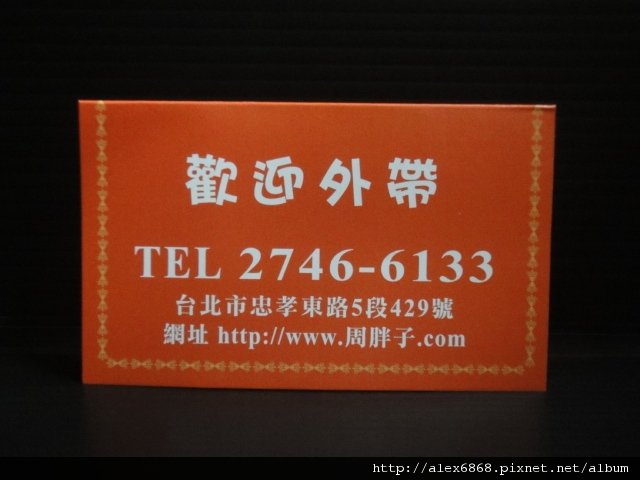 歡迎外帶
TEL 2746-6133
台北市忠孝東路5段429號
網址 http://www.周胖子.com
http://alex6868.pixnet.net/album